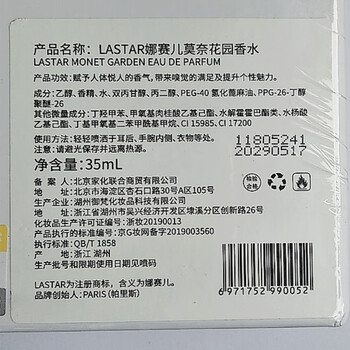 产品名称： LASTAR娜赛儿莫奈花园香水
LASTAR MONET GARDEN EAU DE PARFUM
产品功效：赋予人体悦人的香气，带来嗅觉的满足及提升个性魅力。
成分：乙醇、香精、水、双丙甘醇、丙二醇、PEG-40 氢化蓖麻油、PPG-26-丁醇
聚醚-26
其他微量成分：丁羟甲苯、甲氧基肉桂酸乙基己酯、水解霍霍巴酯类、水杨酸
乙基己酯、丁基甲氧基二苯甲酰基甲烷、CI 15985、CI 17200
使用方法：轻轻喷洒于耳后、手腕内侧、衣物等处。
注意：请避光保存并远离热源。
11805241
20290517
净含量：35mL
备案人：北京家化联合商贸有限公司
地址：北京市海淀区杏石口路30号A区105号
生产企业：湖州御梵化妆品科技有限公司
地址：浙江省湖州市吴兴经济开发区埭溪分区创新路26号
生产许可证编号：浙妆20190013
产品执行的标准编号：京G妆网备字2019003560
执行标准：QB/T 1858
产地：浙江 湖州
生产批号和限期使用日期见喷码
检验
合格
LASTAR为注册商标，含义为娜赛儿。
品牌创始人：PARIS（帕里斯）
6 971752 990052